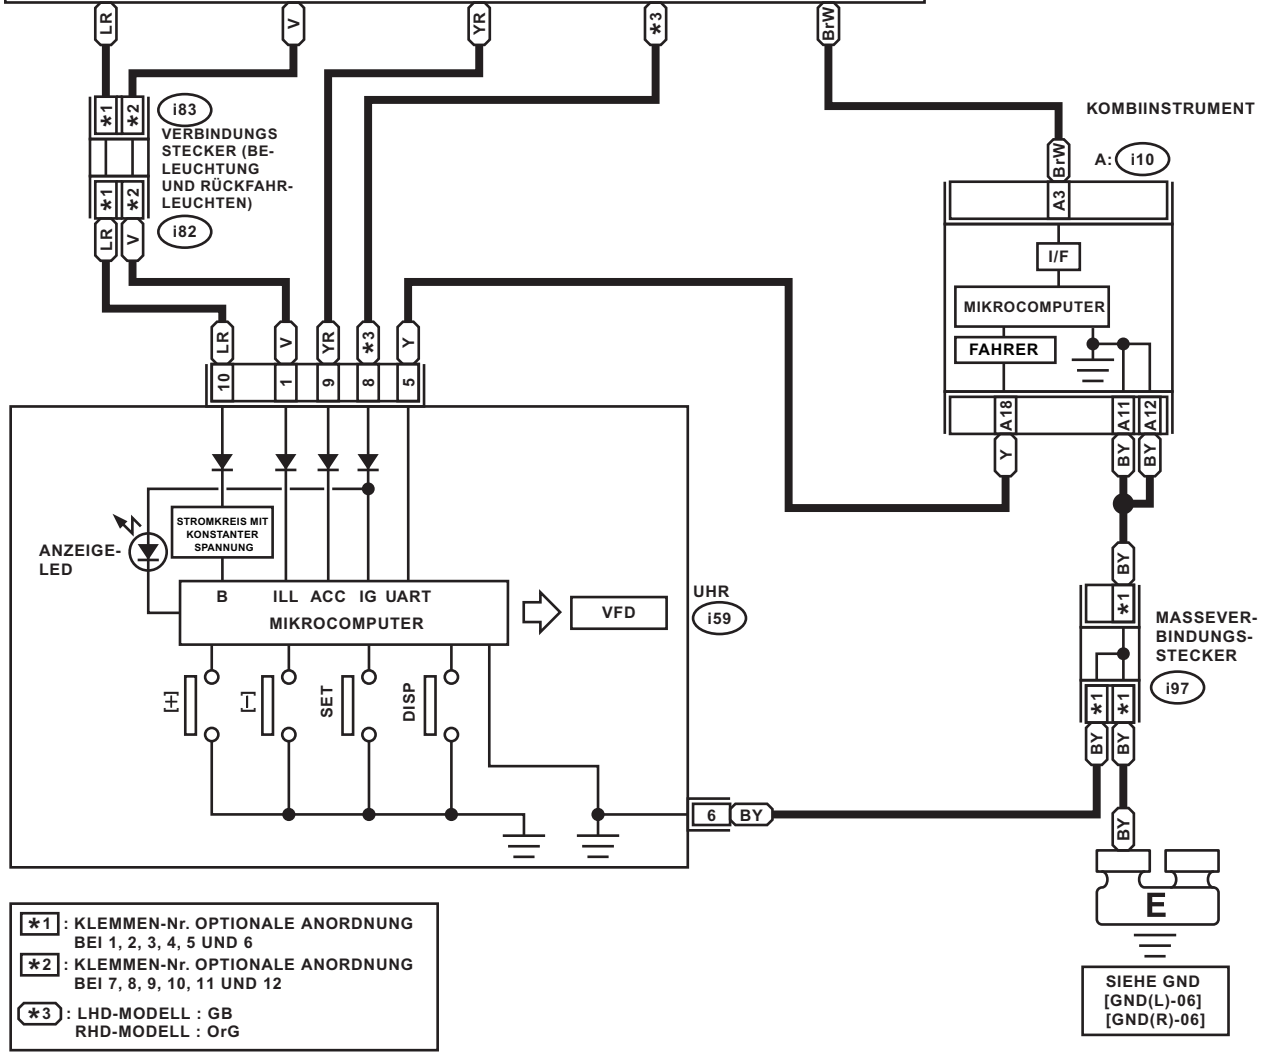 LR
V
YR
*3
BrW
*1
*2
i83
VERBINDUNGS
STECKER (BE-
LEUCHTUNG
UND RÜCKFAHR-
LEUCHTEN)
*1
*2
i82
LR
V
KOMBIINSTRUMENT
BrW
A: i10
A3
I/F
MIKROCOMPUTER
FAHRER
A18
A11
A12
Y
BY
BY
LR
V
YR
*3
Y
10
1
9
8
5
STROMKREIS MIT
KONSTANTER
SPANNUNG
ANZEIGE-
LED
B ILL ACC IG UART
MIKROCOMPUTER
VFD
UHR
i59
[+]
[−]
SET
DISP
6
BY
BY
*1
MASSEVER-
BINDUNGS-
STECKER
i97
*1
*1
BY
BY
BY
E
SIEHE GND
[GND(L)-06]
[GND(R)-06]
*1 : KLEMMEN-Nr. OPTIONALE ANORDNUNG
BEI 1, 2, 3, 4, 5 UND 6
*2 : KLEMMEN-Nr. OPTIONALE ANORDNUNG
BEI 7, 8, 9, 10, 11 UND 12
*3 : LHD-MODELL : GB
RHD-MODELL : OrG